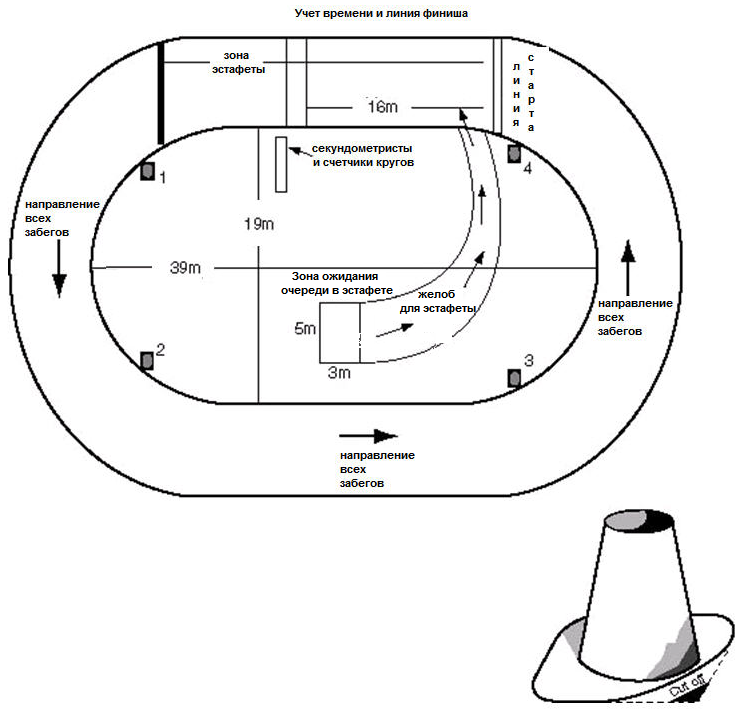 Учет времени и линия финиша
зона
эстафеты
линия
старта
16m
секундометристы
и счетчики кругов
1
4
направление
всех
забегов
19m
39m
Зона ожидания
очереди в эстафете
желоб
для эстафеты
направление
всех
забегов
5m
3m
2
3
направление
всех
забегов
Cut off